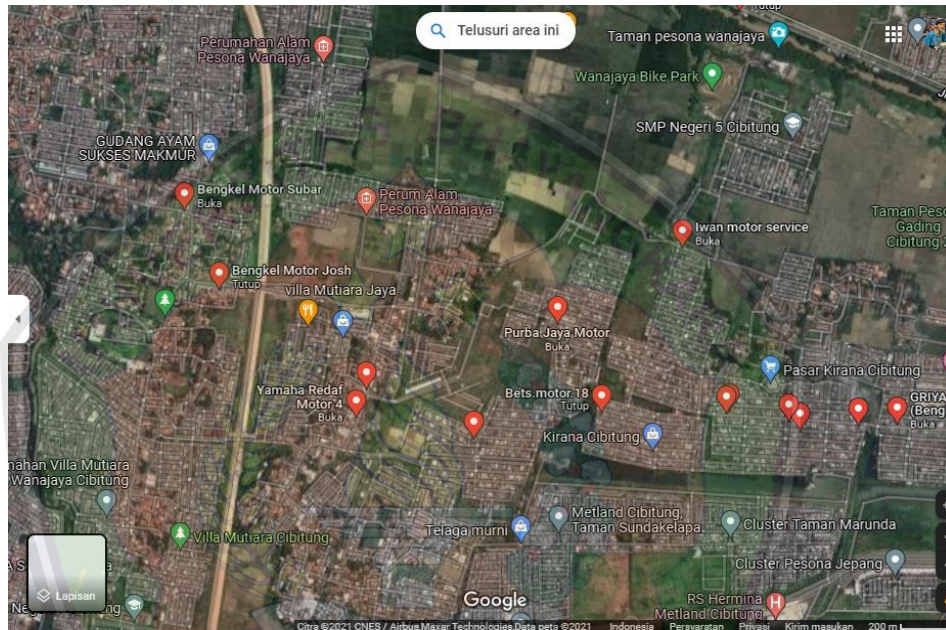 Tutup
Telusuri area ini
Taman pesona wanajaya
Perumahan Alam
Pesona Wanajaya
Wanajaya Bike Park
SMP Negeri 5 Cibitung
GUDANG AYAM
SUKSES MAKMUR
Bengkel Motor Subar
Buka
Perum Alam
Pesona Wanajaya
Iwan motor service
Buka
Taman Peso
Gading
Cibitung
Bengkel Motor Josh
Tutup
villa Mutiara Jaya
Purba Jaya Motor
Buka
Pasar Kirana Cibitung
Yamaha Redaf
Motor 4
Buka
Bets motor 18
Tutup
GRIYA
(Beng
Buka
Kirana Cibitung
mahan Villa Mutiara
Wanajaya Cibitung
Telaga murni
Metland Cibitung,
Taman Sundakelapa
Cluster Taman Marunda
Villa Mutiara Cibitung
Cluster Pesona Jepang
Lapisan
Google
RS Hermina
Metland Cibitung
Citra ©2021 CNES / Airbus,Maxar Technologies,Data peta ©2021 Indonesia Persyaratan Privasi Kirim masukan 200 m